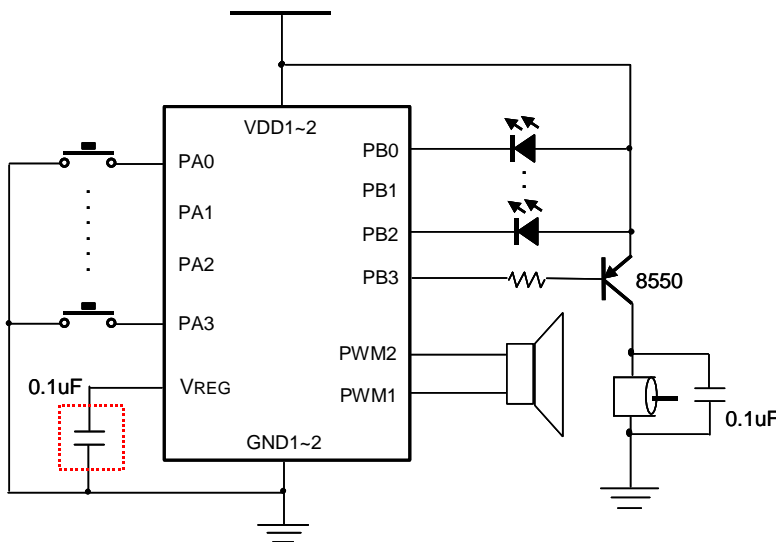 VDD1~2
PA0
PA1
PA2
PA3
VREG
GND1~2
PB0
PB1
PB2
PB3
PWM2
PWM1
8550
0.1uF
0.1uF